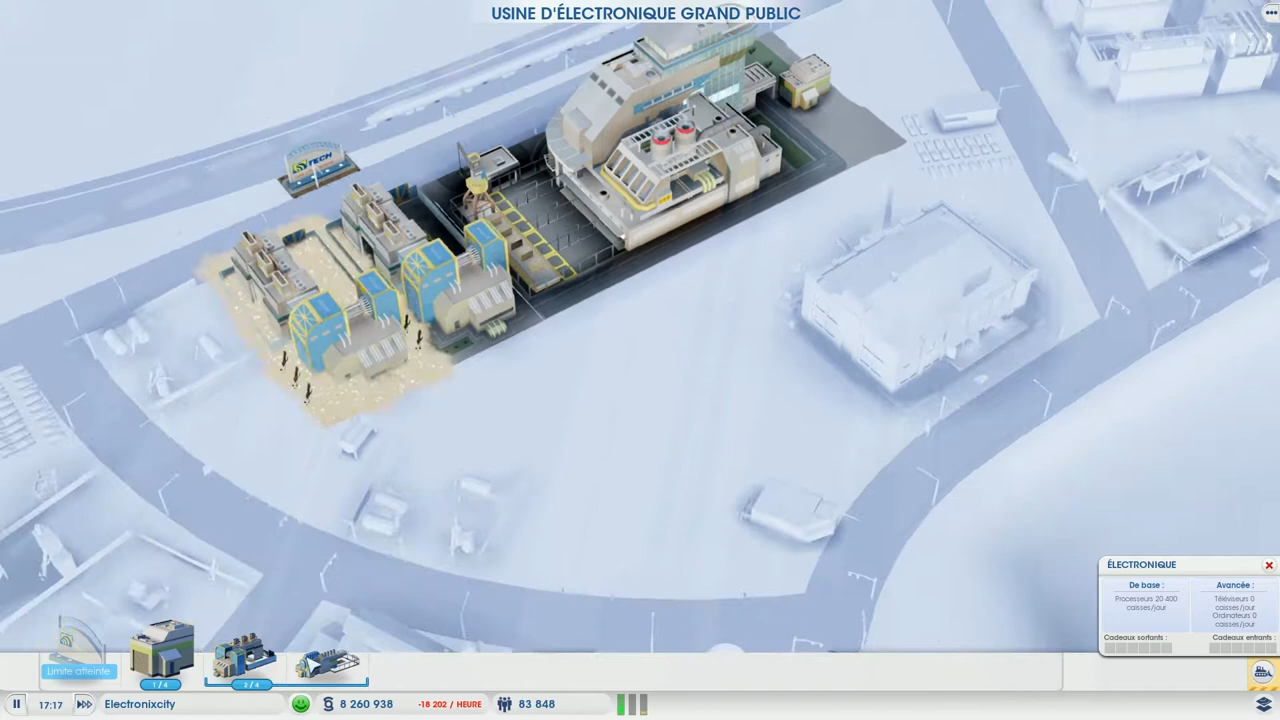 USINE D'ÉLECTRONIQUE GRAND PUBLIC
TECH
ÉLECTRONIQUE
De base :
Avancée :
Processeurs 20 400
caisses/jour
Téléviseurs 0
caisses/jour
Ordinateurs 0
caisses/jour
Cadeaux sortants :
Cadeaux entrants :
Limite atteinte
1 / 4
2 / 4
17:17
Electronixcity
8 260 938
-18 202 / HEURE
83 848